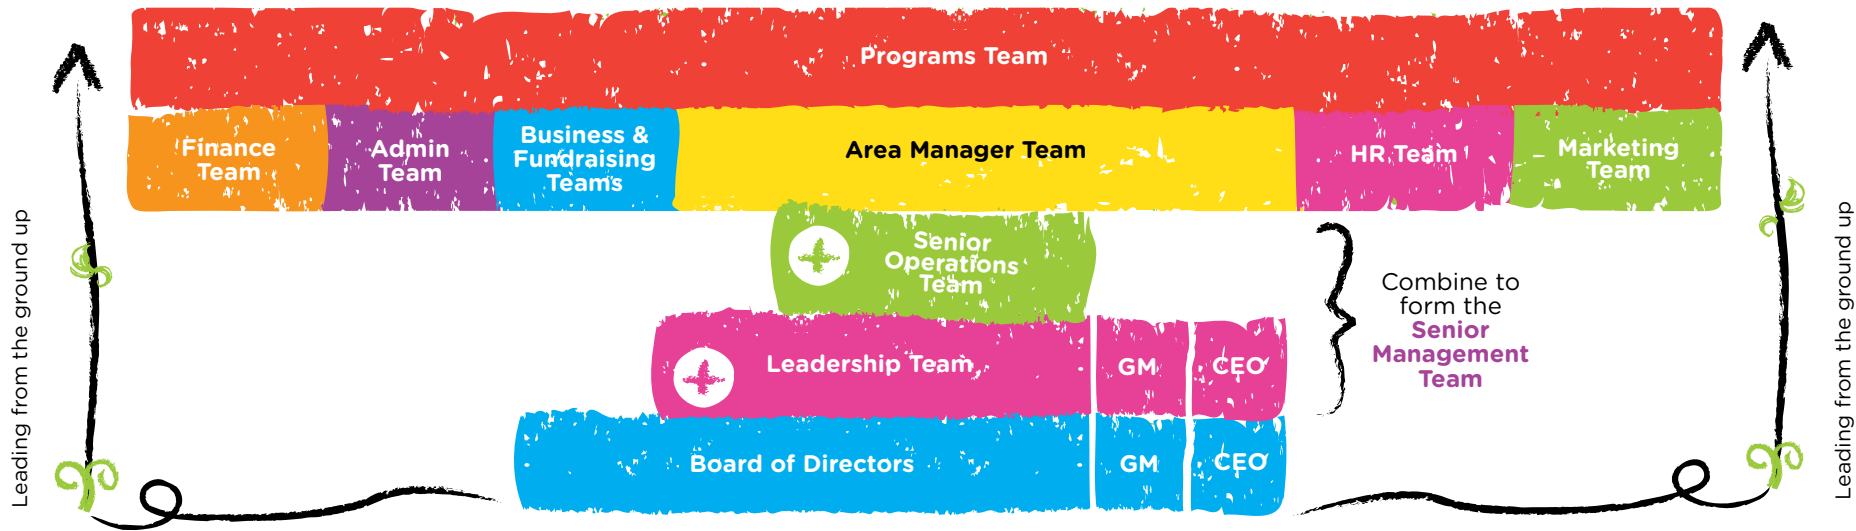 Programs Team
Finance
Team
Admin
Team
Business &
Fundraising
Teams
Area Manager Team
HR Team
Marketing
Team
Senior
Operations
Team
Leadership Team
GM
CEO
Board of Directors
GM
CEO
Combine to
form the
Senior
Management
Team
Leading from the ground up
Leading from the ground up